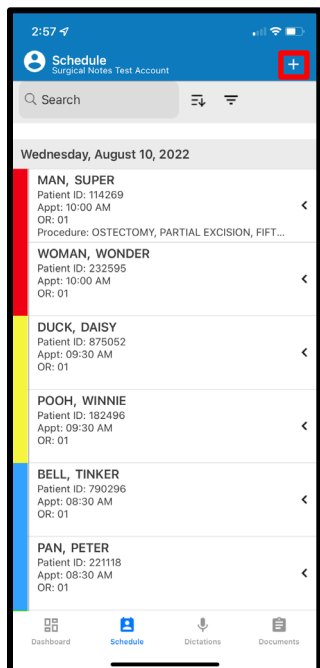 2:57
Schedule
Surgical Notes Test Account
+
Search
Wednesday, August 10, 2022
MAN, SUPER
Patient ID: 114269
Appt: 10:00 AM
OR: 01
Procedure: OSTECTOMY, PARTIAL EXCISION, FIFT...
WOMAN, WONDER
Patient ID: 232595
Appt: 10:00 AM
OR: 01
DUCK, DAISY
Patient ID: 875052
Appt: 09:30 AM
OR: 01
POOH, WINNIE
Patient ID: 182496
Appt: 09:30 AM
OR: 01
BELL, TINKER
Patient ID: 790296
Appt: 08:30 AM
OR: 01
PAN, PETER
Patient ID: 221118
Appt: 08:30 AM
OR: 01
Dashboard Schedule Dictations Documents